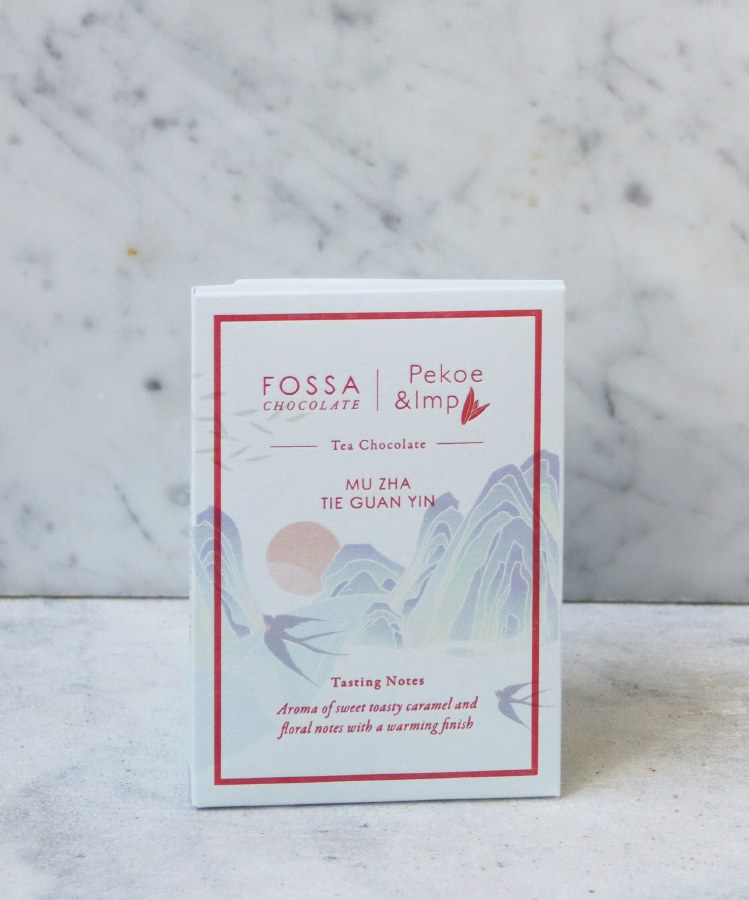 FOSSA
CHOCOLATE
Pekoe
&Imp
Tea Chocolate
MU ZHA
TIE GUAN YIN
Tasting Notes
Aroma of sweet toasty caramel and
floral notes with a warming finish